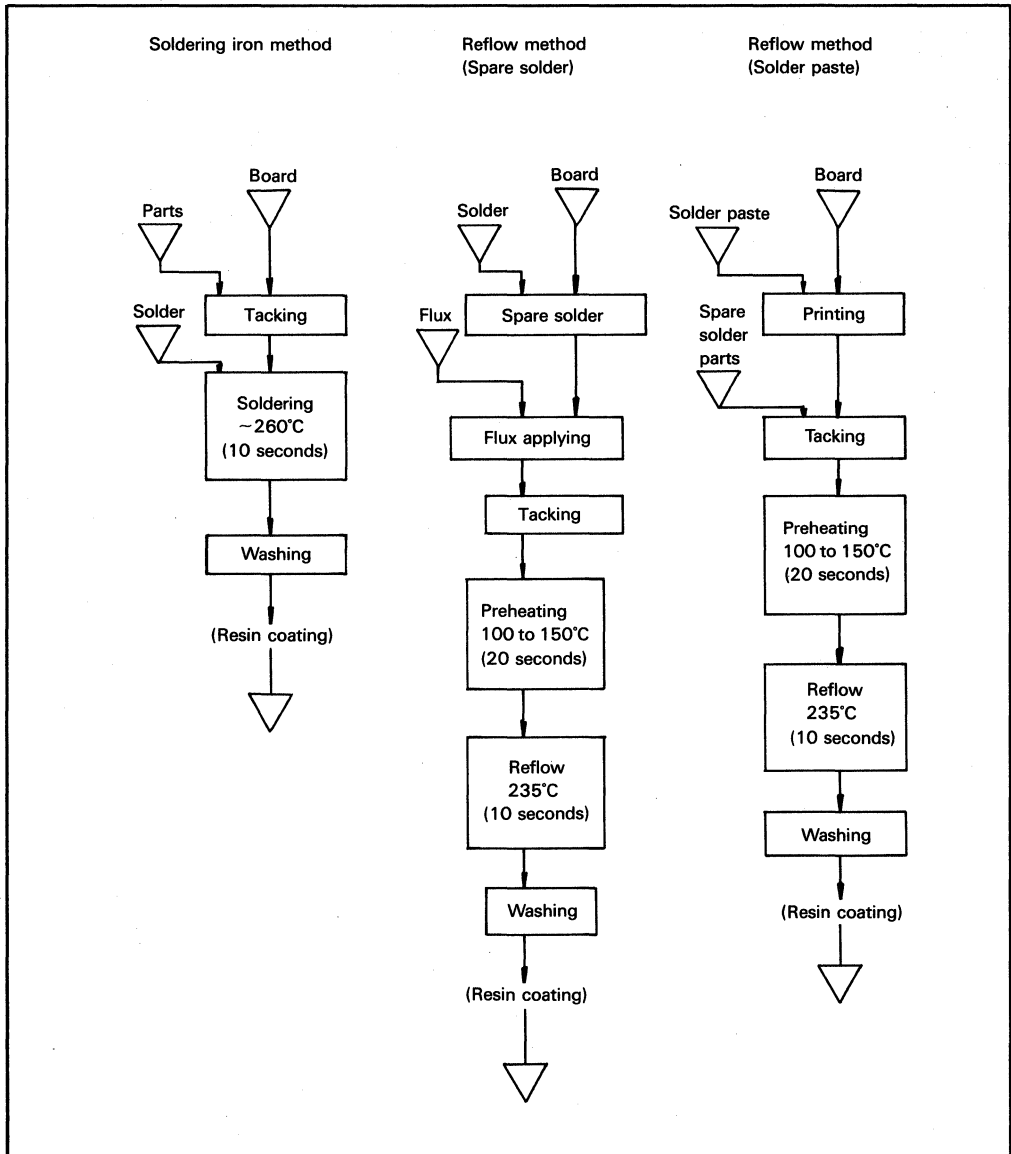 Soldering iron method
Board
Parts
Tacking
Solder
Soldering
~260°C
(10 seconds)
Washing
(Resin coating)
Reflow method
(Spare solder)
Board
Solder
Spare solder
Flux
Flux applying
Tacking
Preheating
100 to 150°C
(20 seconds)
Reflow
235°C
(10 seconds)
Washing
(Resin coating)
Reflow method
(Solder paste)
Board
Solder paste
Printing
Spare
solder
parts
Tacking
Preheating
100 to 150°C
(20 seconds)
Reflow
235°C
(10 seconds)
Washing
(Resin coating)